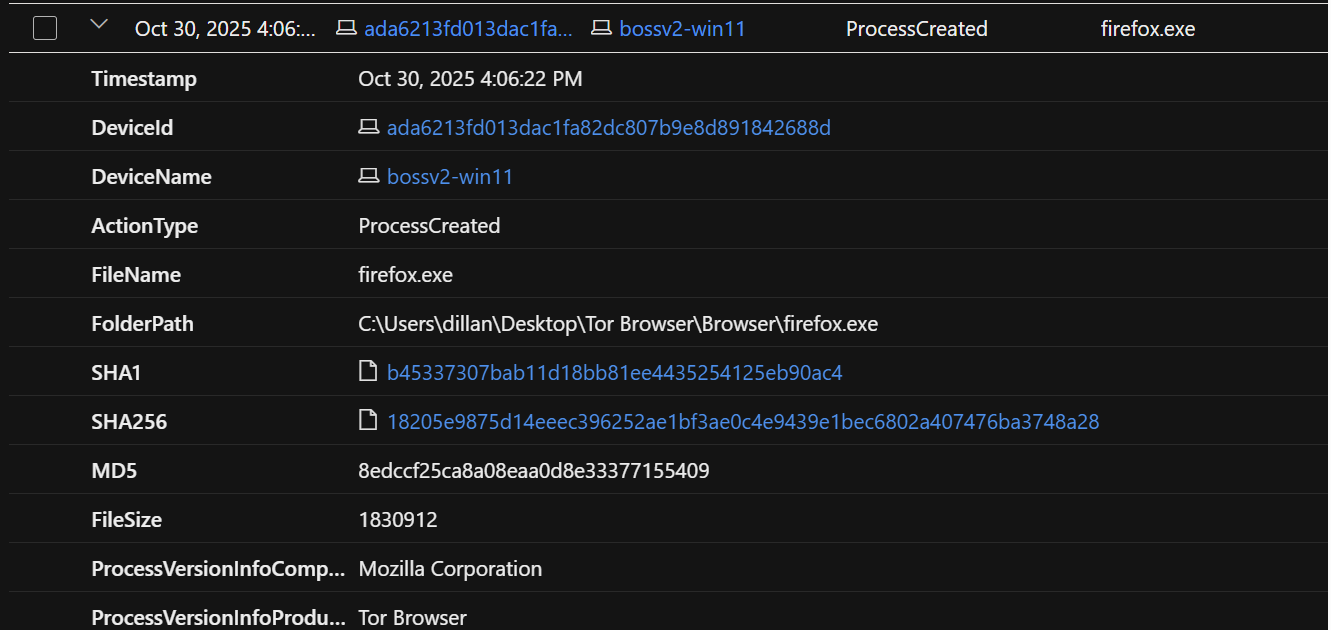 Oct 30, 2025 4:06:... ada6213fd013dac1fa... bossv2-win11 ProcessCreated firefox.exe
Timestamp Oct 30, 2025 4:06:22 PM
DeviceId ada6213fd013dac1fa82dc807b9e8d891842688d
DeviceName bossv2-win11
ActionType ProcessCreated
FileName firefox.exe
FolderPath C:\Users\dillan\Desktop\Tor Browser\Browser\firefox.exe
SHA1 b45337307bab11d18bb81ee4435254125eb90ac4
SHA256 18205e9875d14eeec396252ae1bf3ae0c4e9439e1bec6802a407476ba3748a28
MD5 8edccf25ca8a08eaa0d8e33377155409
FileSize 1830912
ProcessVersionInfoComp... Mozilla Corporation
ProcessVersionInfoProdu... Tor Browser